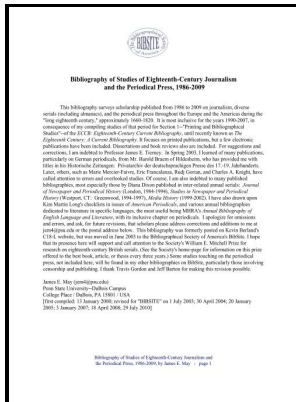 BIBSITE
Bibliography of Studies of Eighteenth-Century Journalism
and the Periodical Press, 1986-2009
This bibliography surveys scholarship published from 1986 to 2009 on journalism, diverse
serials (including almanacs), and the periodical press throughout Europe and the Americas during the
"long eighteenth century," approximately 1660-1820. It is most inclusive for the years 1990-2007, in
consequence of my compiling studies of that period for Section 1--"Printing and Bibliographical
Studies"--of the ECCB: Eighteenth-Century Current Bibliography, until recently known as The
Eighteenth Century: A Current Bibliography. It focuses on printed publications, but a few electronic
publications have been included. Dissertations and book reviews also are included. For suggestions and
corrections, I am indebted to Professor James E. Tierney. In Spring 2003, I learned of many publications,
particularly on German periodicals, from Mr. Harold Braem of Hildesheim, who has provided me with
titles in his Historische Zeitungen: Privatarchiv der deutschsprachigen Presse des 17.-19. Jahrhunderts.
Later, others, such as Marie Mercier-Faivre, Eric Francalanza, Rudj Gorian, and Charles A. Knight, have
called attention to errors and overlooked studies. Of course, I am also indebted to many published
bibliographies, most especially those by Diana Dixon published in inter-related annual serials: Journal
of Newspaper and Periodical History (London, 1984-1994), Studies in Newspaper and Periodical
History (Westport, CT: Greenwood, 1994-1997), Media History (1999-2002). I have also drawn upon
Kim Martin Long's checklists in issues of American Periodicals, and various annual bibliographies
dedicated to literature in specific languages, the most useful being MHRA's Annual Bibliography of
English Language and Literature, with its inclusive chapter on periodicals. I apologize for omissions
and errors, and ask, for future revisions, that scholars please address corrections and additions to me at
jem4@psu.edu or the postal address below. This bibliography was formerly posted on Kevin Berland's
C18-L website, but was moved in June 2003 to the Bibliographical Society of America's BibSite. I hope
that its presence here will support and call attention to the Society's William E. Mitchell Prize for
research on eighteenth-century British serials. (See the Society's home-page for information on this prize
offered to the best book, article, or thesis every three years.) Some studies touching on the periodical
press, not included here, will be found in my other bibliographies on BibSite, particularly those involving
censorship and publishing. I thank Travis Gordon and Jeff Barton for making this revision possible.
James E. May (jem4@psu.edu)
Penn State University--DuBois Campus
College Place / DuBois, PA 15801 / USA
[first compiled: 13 January 2000; revised for "BIBSITE" on 1 July 2003; 30 April 2004; 20 January
2005; 3 January 2007; 18 April 2008; 29 July 2010]
Bibliography of Studies of Eighteenth-Century Journalism and
the Periodical Press, 1986-2009, by James E. May - page 1